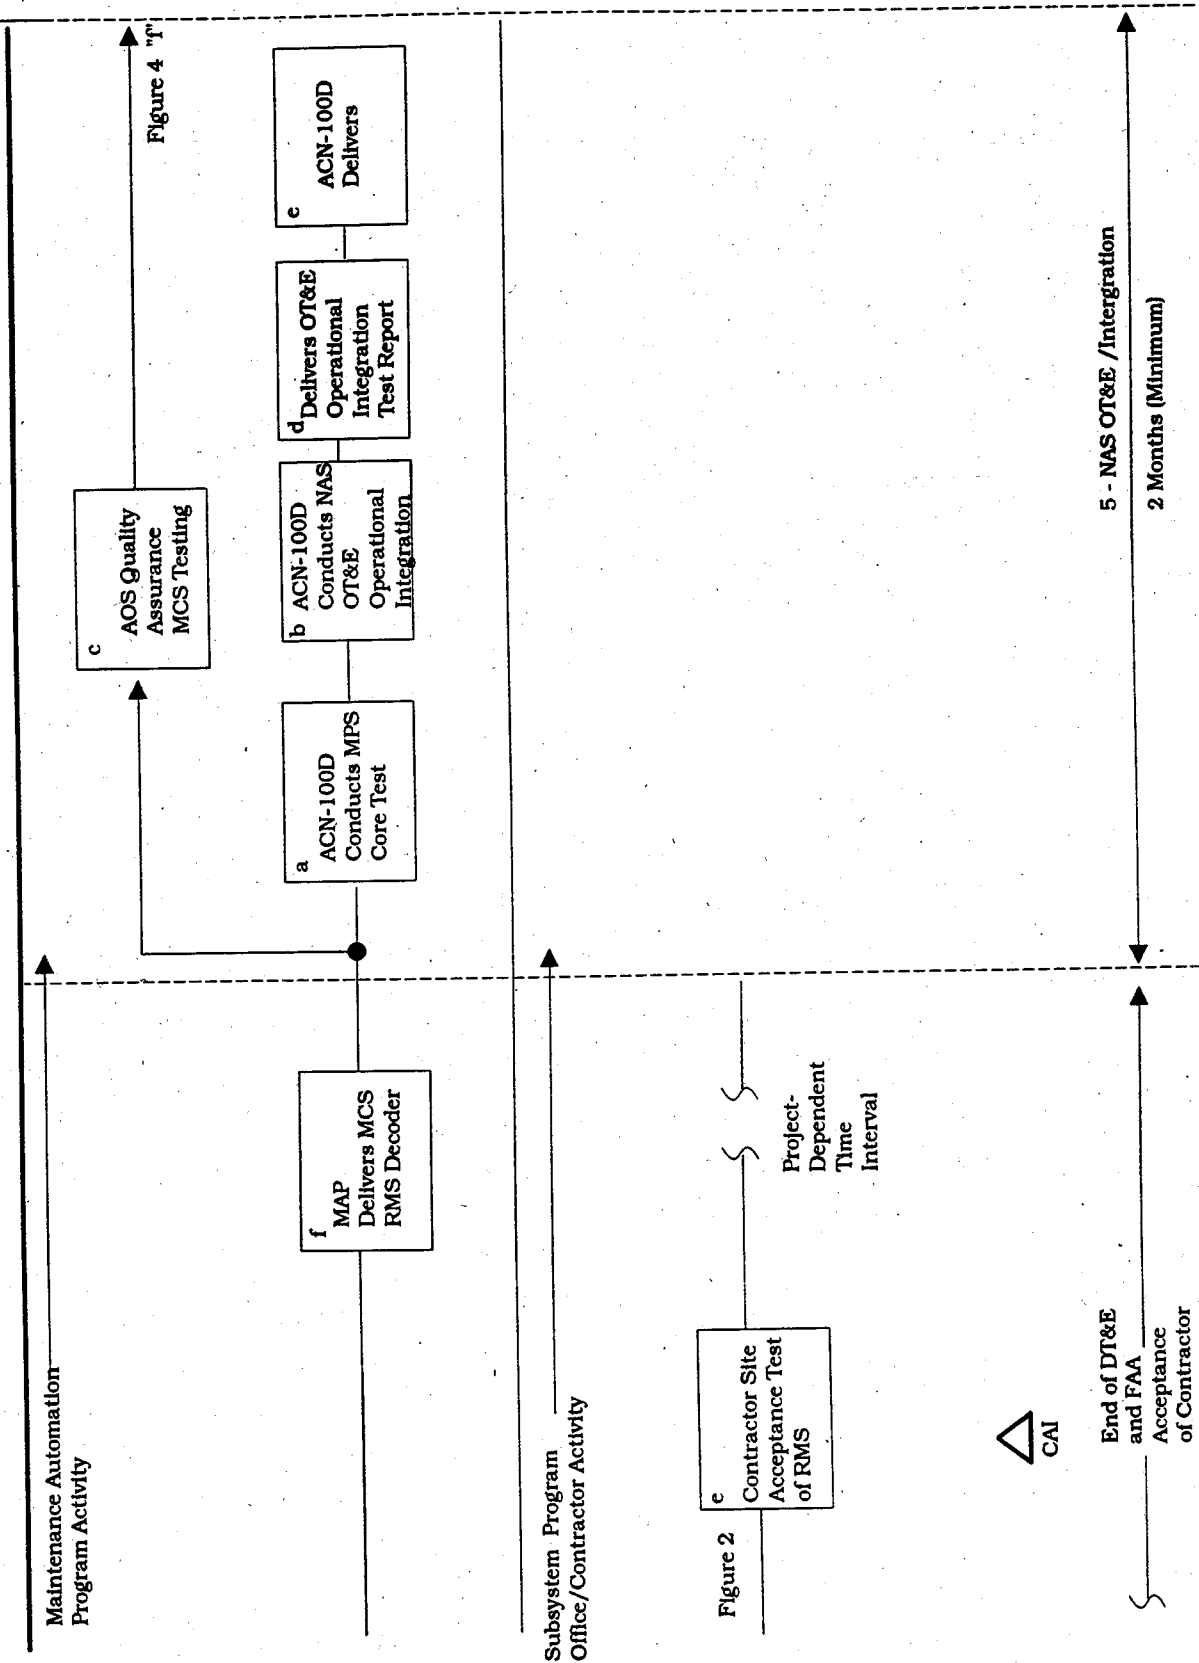 Maintenance Automation
Program Activity
f
MAP
Delivers MCS
RMS Decoder
a
ACN-100D
Conducts MPS
Core Test
b ACN-100D
Conducts NAS
OT&E
Operational
Integration
c
AOS Quality
Assurance
MCS Testing
d Delivers OT&E
Operational
Integration
Test Report
e
ACN-100D
Delivers
Figure 4 "f"
Subsystem Program
Office/Contractor Activity
Figure 2
e
Contractor Site
Acceptance Test
of RMS
Project-
Dependent
Time
Interval
CAI
End of DT&E
and FAA
Acceptance
of Contractor
5 - NAS OT&E /Intergration
2 Months (Minimum)